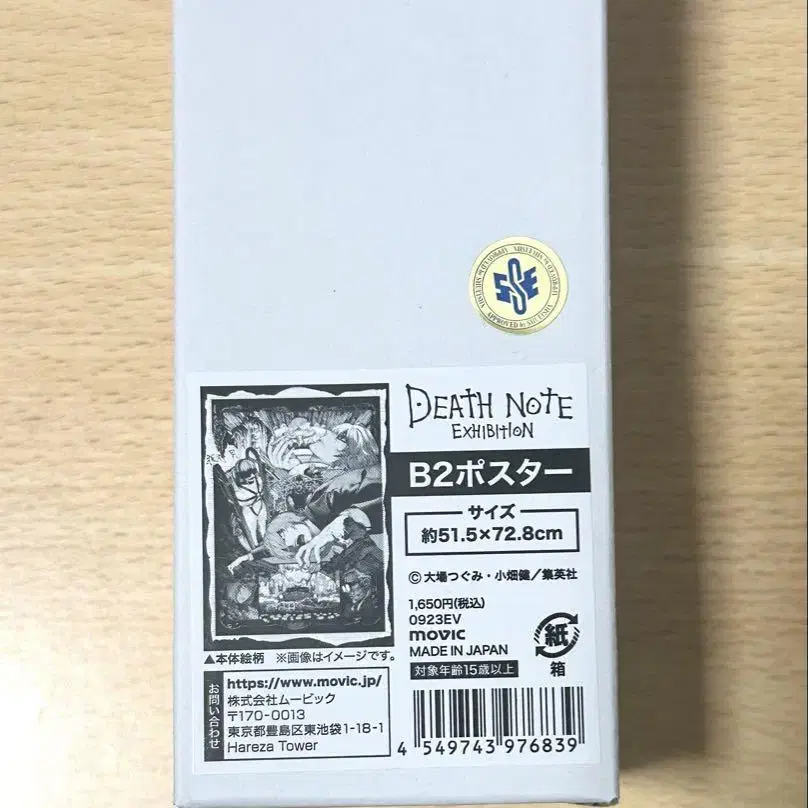 APPROVED by SHUEISHA
DEATH NOTE
EXHIBITION
B2ポスター
サイズ
約51.5×72.8cm
© 大場つぐみ・小畑健／集英社
1,650円(税込)
0923EV
movic
MADE IN JAPAN
対象年齢15歳以上
紙
箱
▲本体絵柄 ※画像はイメージです。
お問い合わせ
https://www.movic.jp/
株式会社ムービック
〒170-0013
東京都豊島区東池袋1-18-1
Hareza Tower
4 549743 976839